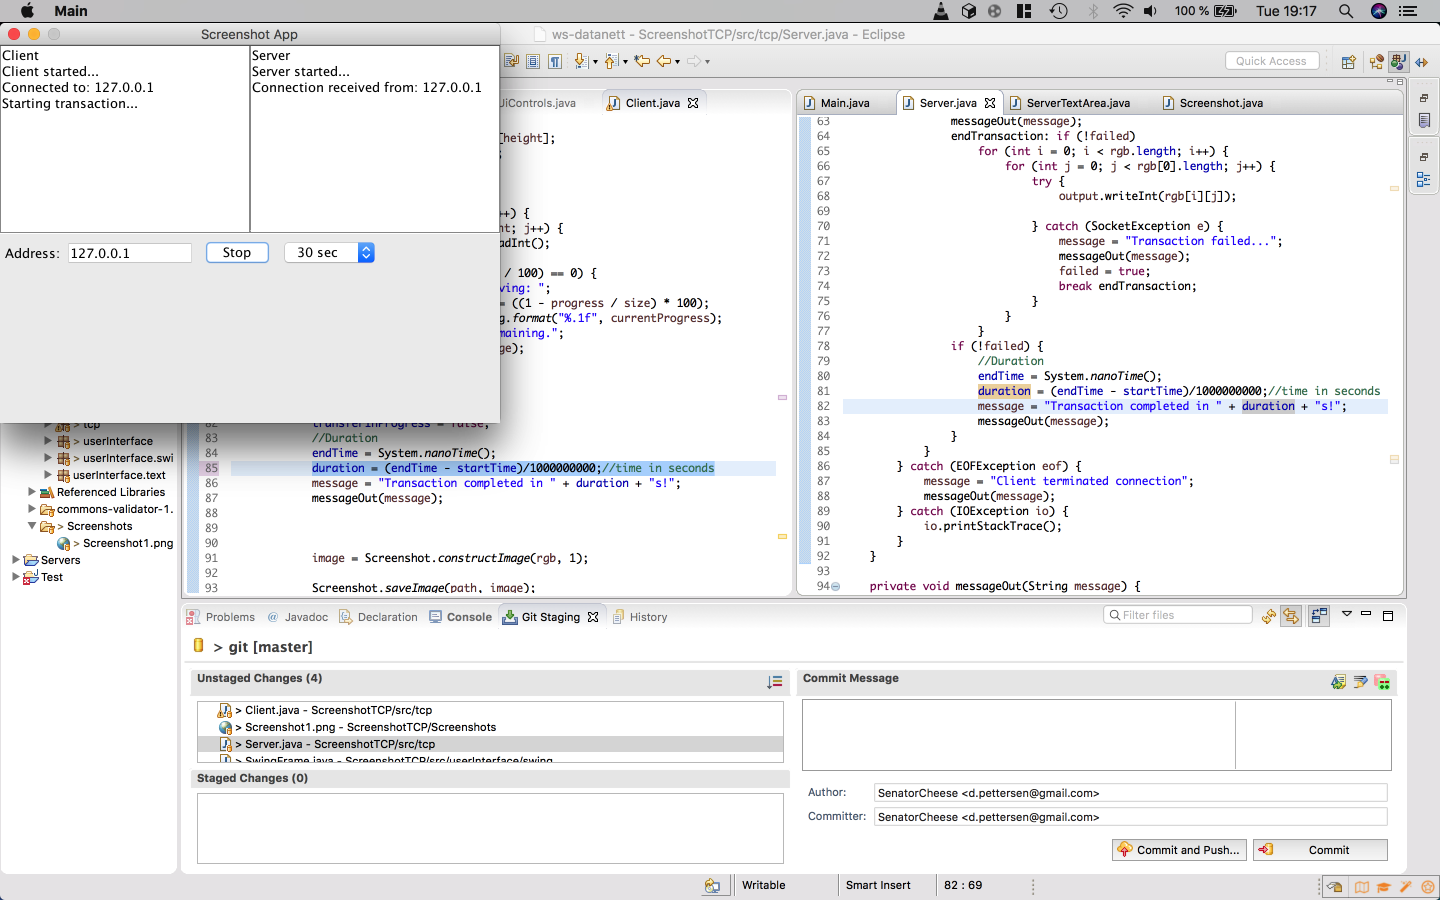 Main
100 %
Tue 19:17
Screenshot App
ws-datanett - ScreenshotTCP/src/tcp/Server.java - Eclipse
Client
Client started...
Connected to: 127.0.0.1
Starting transaction...
Server
Server started...
Connection received from: 127.0.0.1
Address:
127.0.0.1
Stop
30 sec
Quick Access
UiControls.java
Client.java
[height];
;
++) {
nt; j++) {
adInt();
/ 100) == 0) {
ving: ";
= ((1 - progress / size) * 100);
g.format("%.1f", currentProgress);
maining.";
ge);
82 transferInProgress = false;
83 //Duration
84 endTime = System.nanoTime();
85 duration = (endTime - startTime)/1000000000;//time in seconds
86 message = "Transaction completed in " + duration + "s!";
87 messageOut(message);
88
89
90
91 image = Screenshot.constructImage(rgb, 1);
92
93 Screenshot.saveImage(path, image);
Main.java
Server.java
ServerTextArea.java
Screenshot.java
63 messageOut(message);
64 endTransaction: if (!failed)
65 for (int i = 0; i < rgb.length; i++) {
66 for (int j = 0; j < rgb[0].length; j++) {
67 try {
68 output.writeInt(rgb[i][j]);
69
70 } catch (SocketException e) {
71 message = "Transaction failed...";
72 messageOut(message);
73 failed = true;
74 break endTransaction;
75 }
76 }
77 }
78 if (!failed) {
79 //Duration
80 endTime = System.nanoTime();
81 duration = (endTime - startTime)/1000000000;//time in seconds
82 message = "Transaction completed in " + duration + "s!";
83 messageOut(message);
84 }
85 }
86 } catch (EOFException eof) {
87 message = "Client terminated connection";
88 messageOut(message);
89 } catch (IOException io) {
90 io.printStackTrace();
91 }
92 }
93
94 private void messageOut(String message) {
> tcp
> userInterface
> userInterface.swi
userInterface.text
Referenced Libraries
commons-validator-1.
> Screenshots
> Screenshot1.png
Servers
Test
Problems
@ Javadoc
Declaration
Console
Git Staging
History
Filter files
> git [master]
Unstaged Changes (4)
> Client.java - ScreenshotTCP/src/tcp
> Screenshot1.png - ScreenshotTCP/Screenshots
> Server.java - ScreenshotTCP/src/tcp
> SwingFrame.java - ScreenshotTCP/src/userInterface/swing
Staged Changes (0)
Commit Message
Author:
SenatorCheese <d.pettersen@gmail.com>
Committer:
SenatorCheese <d.pettersen@gmail.com>
Commit and Push...
Commit
Writable
Smart Insert
82 : 69